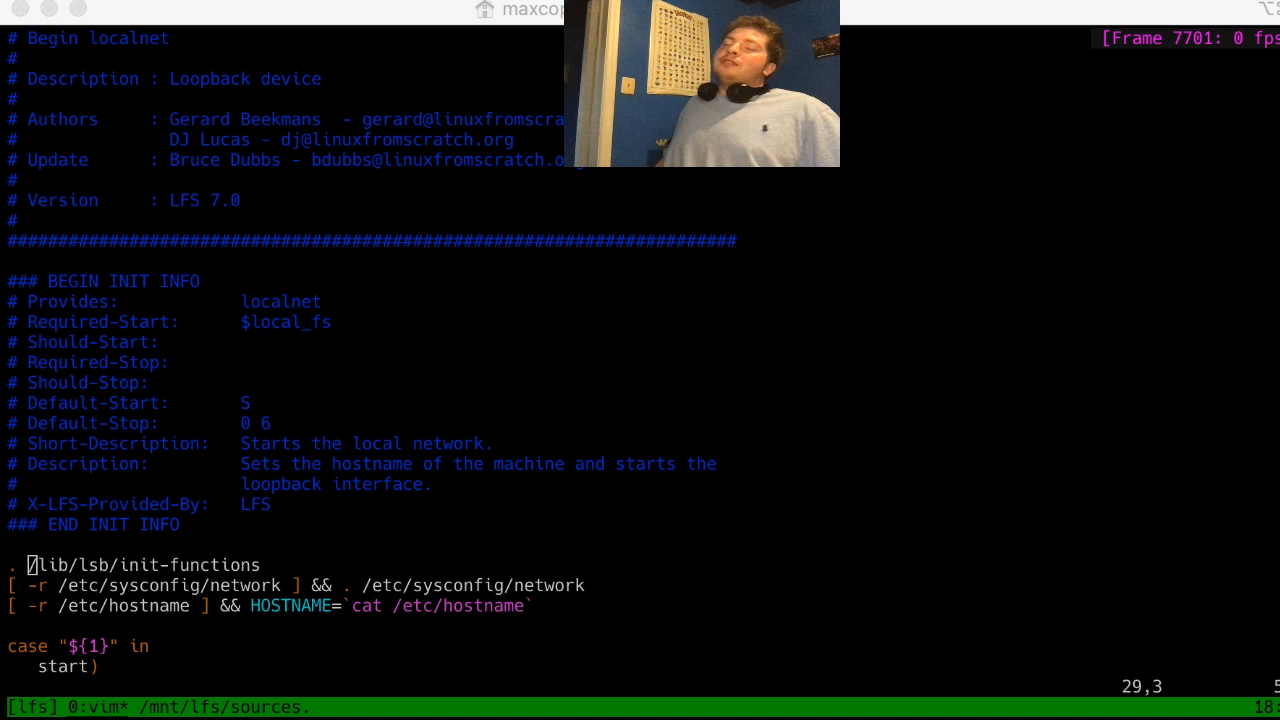 maxcop
# Begin localnet
[Frame 7701: 0 fps
#
# Description : Loopback device
#
# Authors     : Gerard Beekmans  - gerard@linuxfromscra
#               DJ Lucas - dj@linuxfromscratch.org
# Update      : Bruce Dubbs - bdubbs@linuxfromscratch.o
#
# Version     : LFS 7.0
#
########################################################################
### BEGIN INIT INFO
# Provides:            localnet
# Required-Start:      $local_fs
# Should-Start:
# Required-Stop:
# Should-Stop:
# Default-Start:       S
# Default-Stop:        0 6
# Short-Description:   Starts the local network.
# Description:         Sets the hostname of the machine and starts the
#                      loopback interface.
# X-LFS-Provided-By:   LFS
### END INIT INFO
. /lib/lsb/init-functions
[ -r /etc/sysconfig/network ] && . /etc/sysconfig/network
[ -r /etc/hostname ] && HOSTNAME=`cat /etc/hostname`
case "${1}" in
   start)
29,3 5
[lfs] 0:vim* /mnt/lfs/sources. 18: